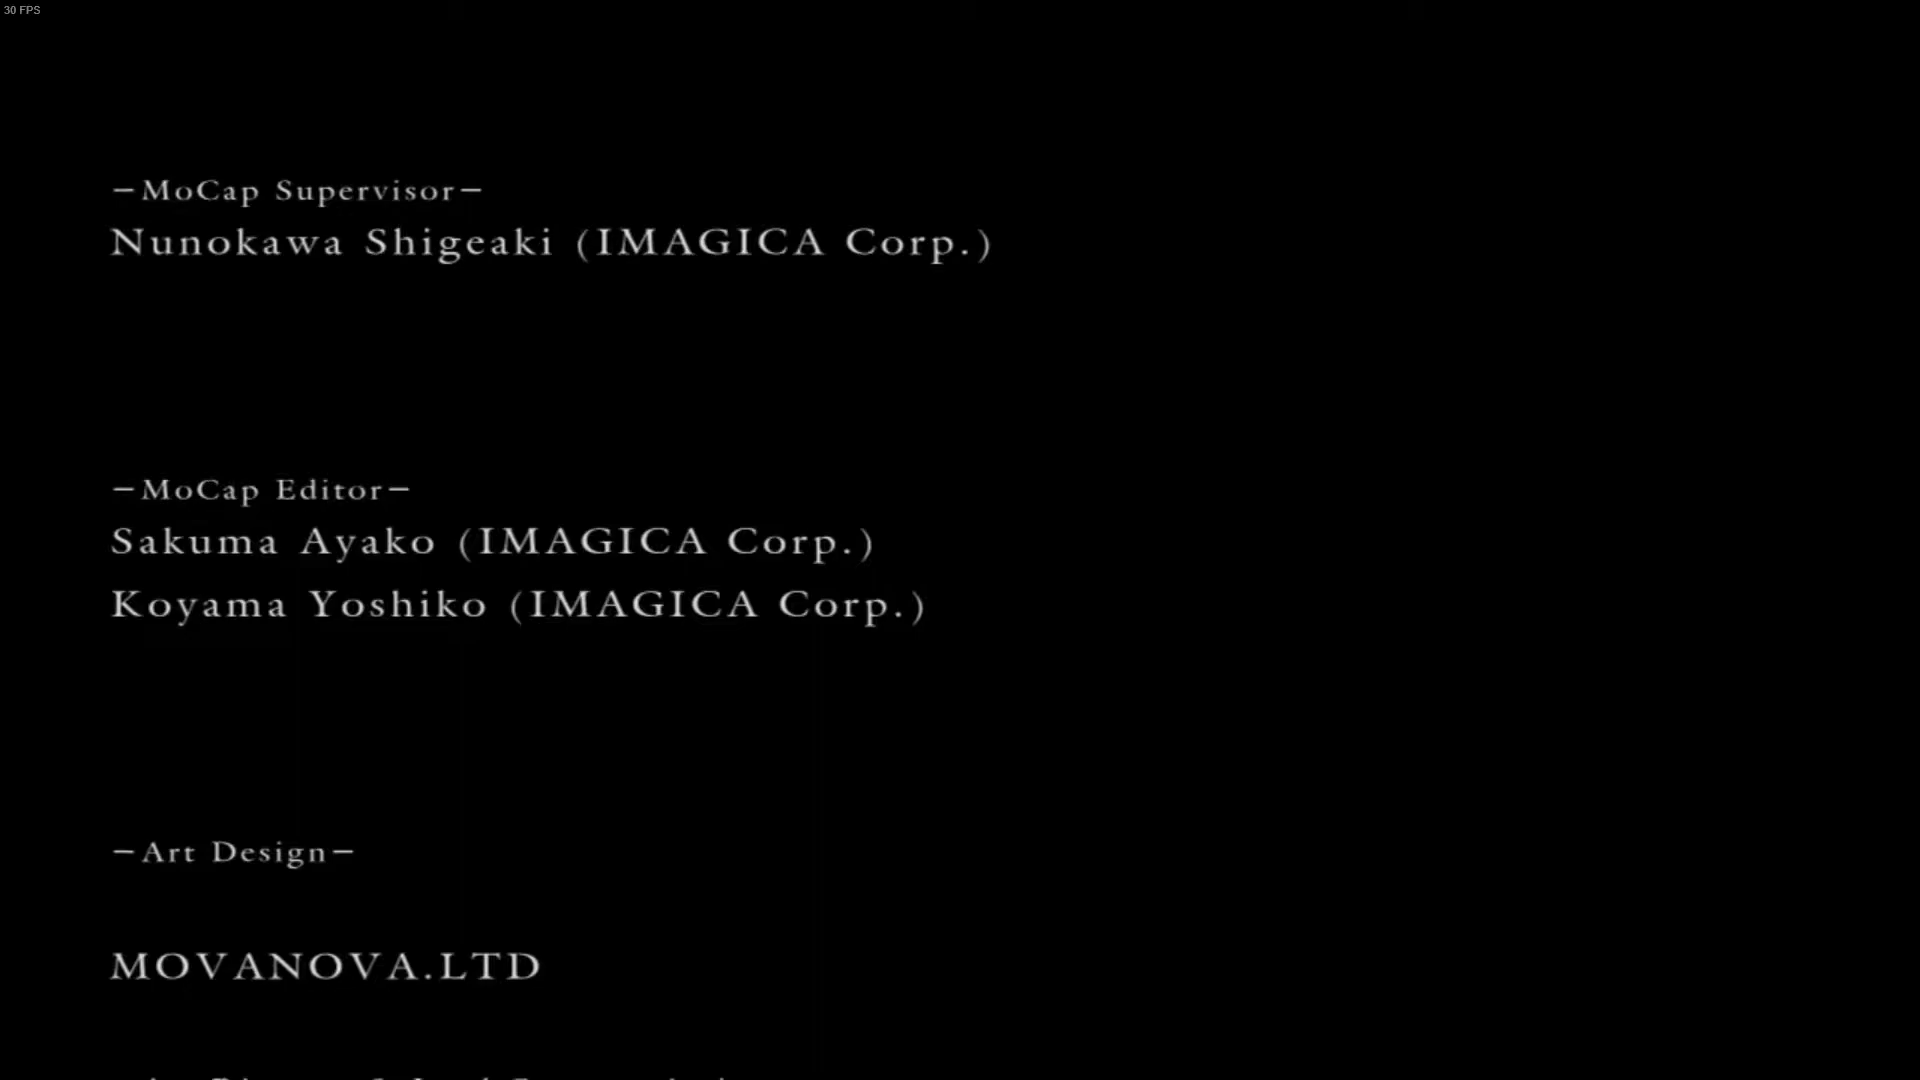 30 FPS
—MoCap Supervisor—
Nunokawa Shigeaki (IMAGICA Corp.)
—MoCap Editor—
Sakuma Ayako (IMAGICA Corp.)
Koyama Yoshiko (IMAGICA Corp.)
—Art Design—
MOVANOVA.LTD